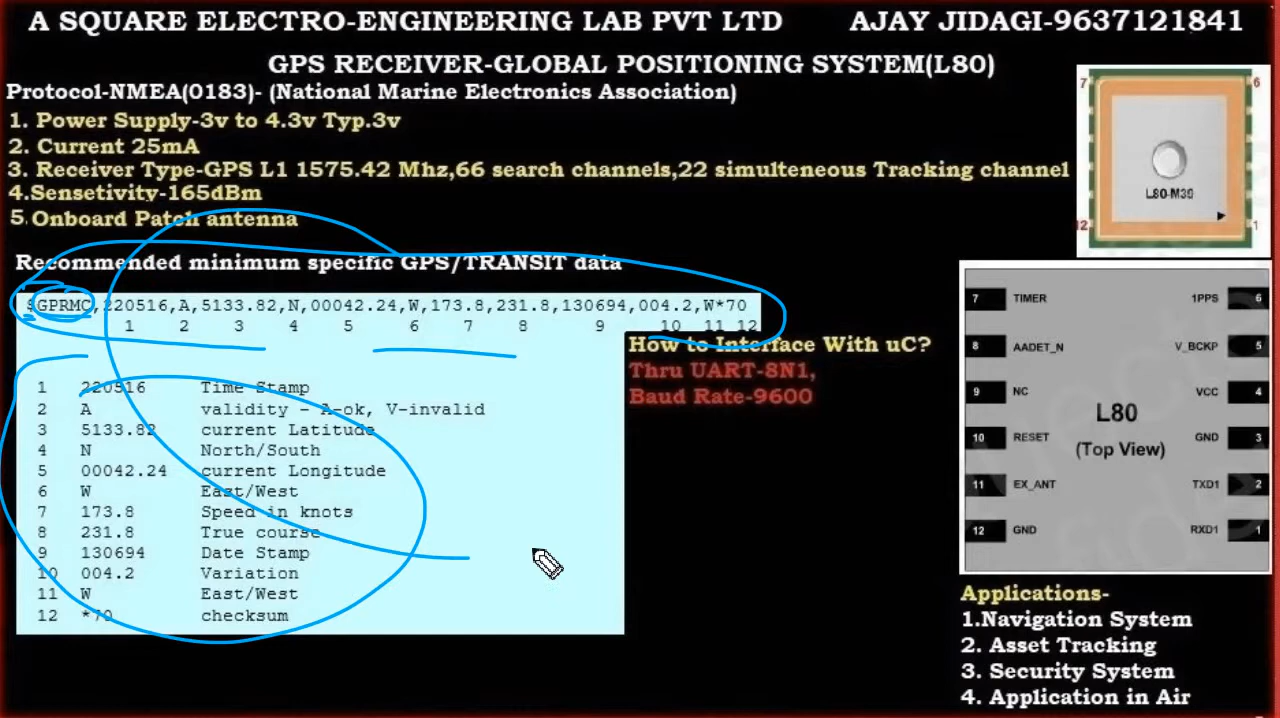 A SQUARE ELECTRO-ENGINEERING LAB PVT LTD AJAY JIDAGI-9637121841
GPS RECEIVER-GLOBAL POSITIONING SYSTEM(L80)
Protocol-NMEA(0183)- (National Marine Electronics Association)
1. Power Supply-3v to 4.3v Typ.3v
2. Current 25mA
3. Receiver Type-GPS L1 1575.42 Mhz,66 search channels,22 simulteneous Tracking channel
4.Sensetivity-165dBm
5.Onboard Patch antenna
7 6
L80-M39
12 1
Recommended minimum specific GPS/TRANSIT data
$GPRMC,220516,A,5133.82,N,00042.24,W,173.8,231.8,130694,004.2,W*70
1 2 3 4 5 6 7 8 9 10 11 12
1 220516 Time Stamp
2 A validity - A-ok, V-invalid
3 5133.82 current Latitude
4 N North/South
5 00042.24 current Longitude
6 W East/West
7 173.8 Speed in knots
8 231.8 True course
9 130694 Date Stamp
10 004.2 Variation
11 W East/West
12 *70 checksum
How to Interface With uC?
Thru UART-8N1,
Baud Rate-9600
7 TIMER 1PPS 6
8 AADET_N V_BCKP 5
9 NC VCC 4
L80
10 RESET GND 3
(Top View)
11 EX_ANT TXD1 2
12 GND RXD1 1
Applications-
1.Navigation System
2. Asset Tracking
3. Security System
4. Application in Air